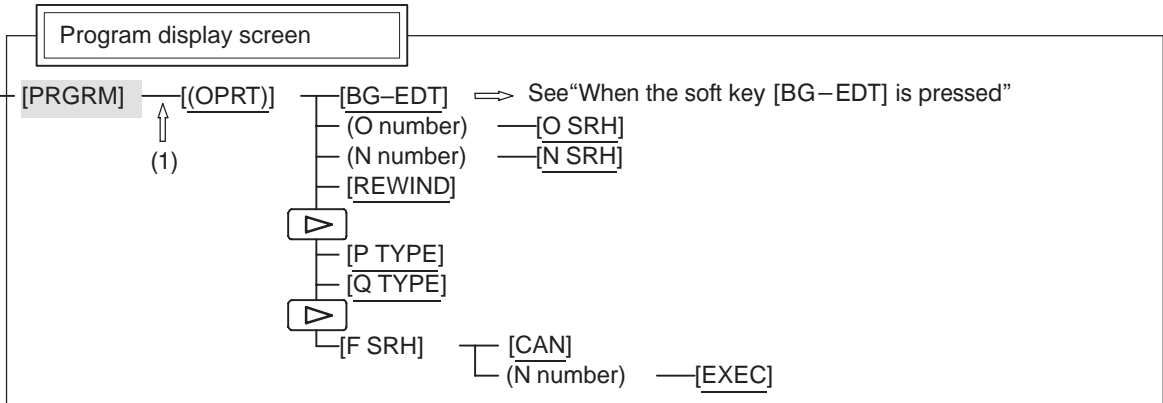 Program display screen
[PRGRM] [(OPRT)] [BG–EDT] See“When the soft key [BG–EDT] is pressed”
(O number) [O SRH]
(1) (N number) [N SRH]
[REWIND]
[P TYPE]
[Q TYPE]
[F SRH] [CAN]
(N number) [EXEC]